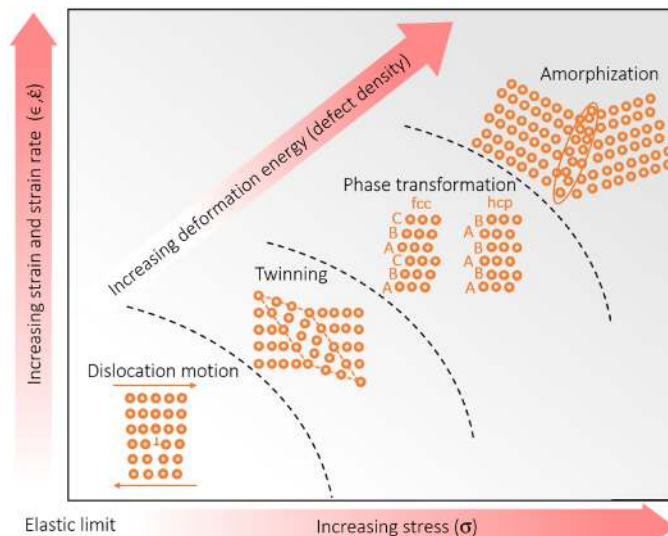 Increasing strain and strain rate (ϵ,ϵ̇)
Increasing deformation energy (defect density)
Amorphization
Phase transformation
fcc hcp
C B
B A
A B
C A
B B
A A
Twinning
Dislocation motion
Elastic limit
Increasing stress (σ)